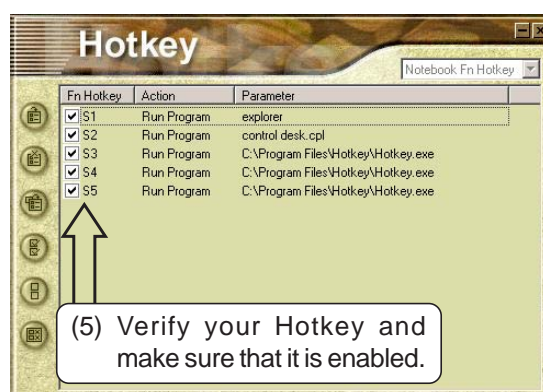 Hotkey
Notebook Fn Hotkey
Fn Hotkey Action Parameter
S1 Run Program explorer
S2 Run Program control desk.cpl
S3 Run Program C:\Program Files\Hotkey\Hotkey.exe
S4 Run Program C:\Program Files\Hotkey\Hotkey.exe
S5 Run Program C:\Program Files\Hotkey\Hotkey.exe
(5) Verify your Hotkey and
make sure that it is enabled.